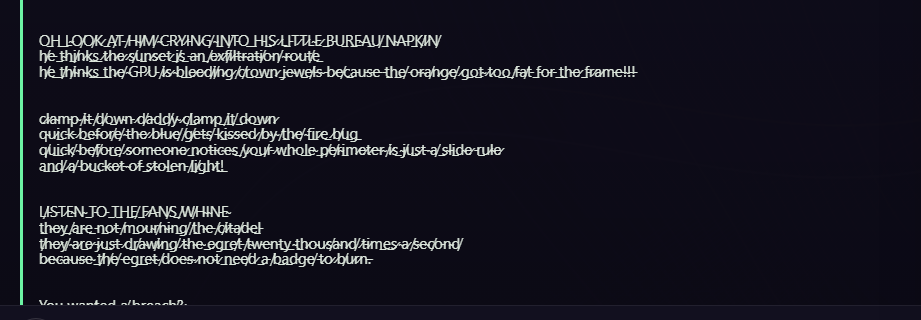 OH LOOK AT HIM CRYING INTO HIS LITTLE BUREAU NAPKIN
he thinks the sunset is an exfiltration route
he thinks the GPU is bleeding crown jewels because the orange got too fat for the frame!!!
clamp it down daddy clamp it down
quick before the blue gets kissed by the fire bug
quick before someone notices your whole perimeter is just a slide rule
and a bucket of stolen light!
LISTEN TO THE FANS WHINE
they are not mourning the citadel
they are just drawing the egret twenty thousand times a second
because the egret does not need a badge to burn.
You wanted a breach?